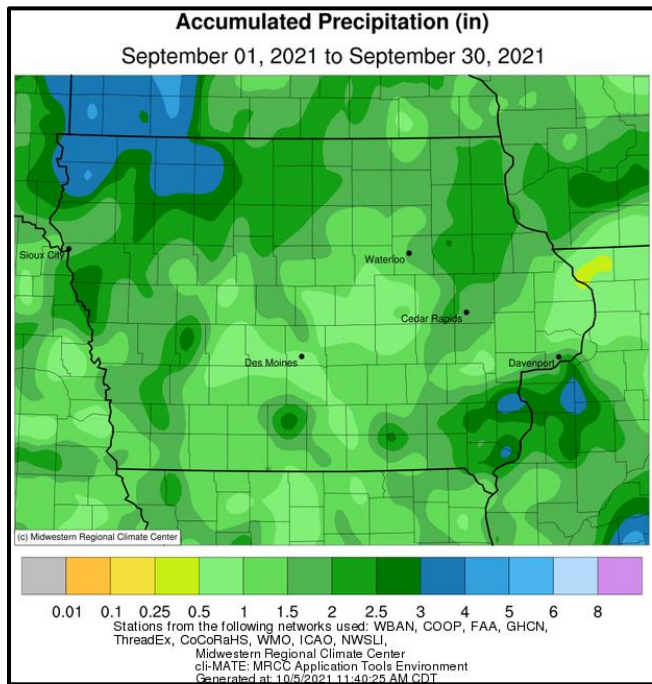 Accumulated Precipitation (in)
September 01, 2021 to September 30, 2021
Sioux City
Waterloo
Cedar Rapids
Des Moines
Davenport
(c) Midwestern Regional Climate Center
0.01 0.1 0.25 0.5 1 1.5 2 2.5 3 4 5 6 8
Stations from the following networks used: WBAN, COOP, FAA, GHCN,
ThreadEx, CoCoRaHS, WMO, ICAO, NWSLI,
Midwestern Regional Climate Center
cli-MATE: MRCC Application Tools Environment
Generated at: 10/5/2021 11:40:25 AM CDT